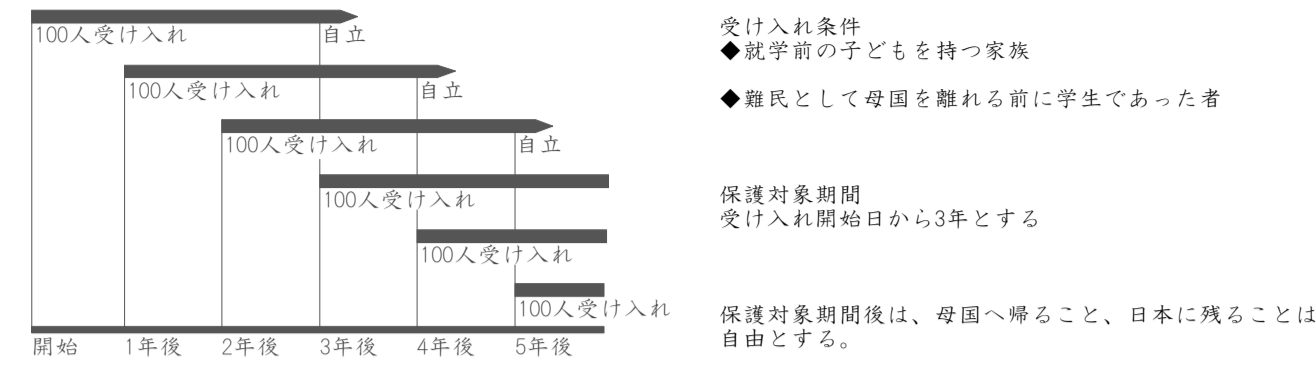 100人受け入れ
自立
100人受け入れ
自立
100人受け入れ
自立
100人受け入れ
100人受け入れ
100人受け入れ
開始
1年後
2年後
3年後
4年後
5年後
受け入れ条件
◆就学前の子どもを持つ家族
◆難民として母国を離れる前に学生であった者
保護対象期間
受け入れ開始日から3年とする
保護対象期間後は、母国へ帰ること、日本に残ることは
自由とする。